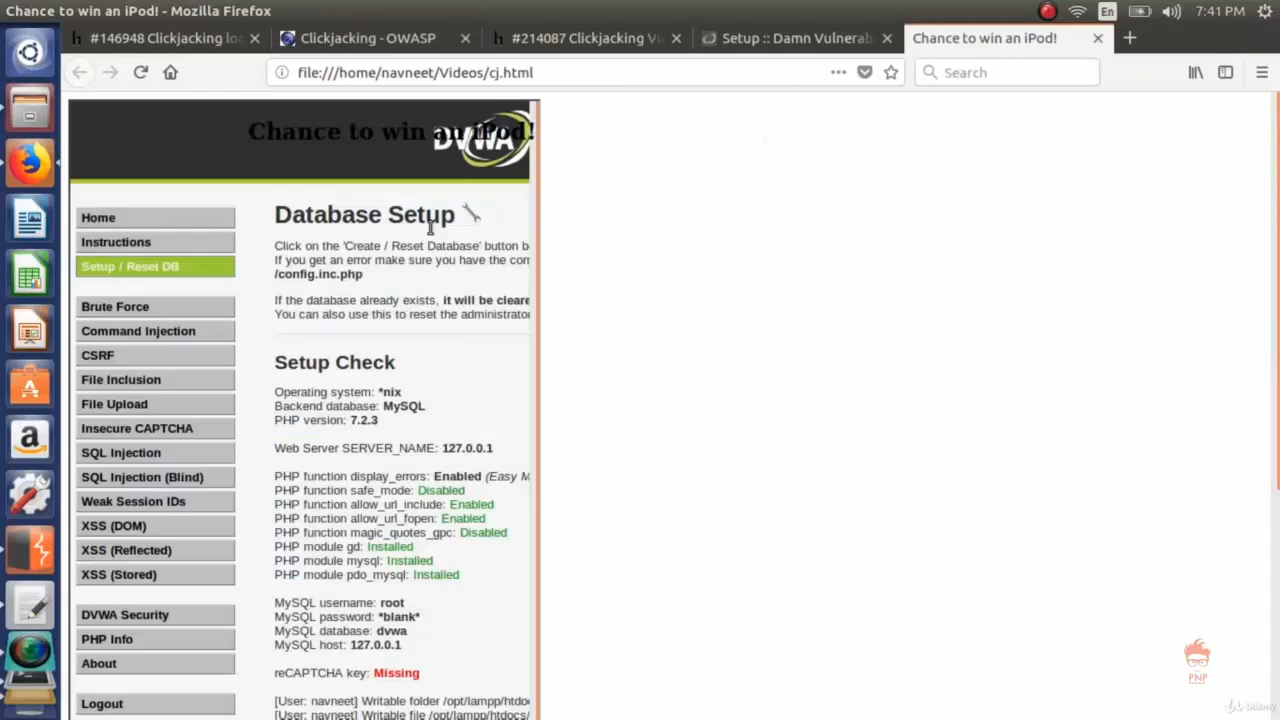 Chance to win an iPod! - Mozilla Firefox
En
7:41 PM
#146948 Clickjacking lo
Clickjacking - OWASP
#214087 Clickjacking Vu
Setup :: Damn Vulnerab
Chance to win an iPod!
file:///home/navneet/Videos/cj.html
Search
Chance to win an iPod!
DVWA
Home
Instructions
Setup / Reset DB
Brute Force
Command Injection
CSRF
File Inclusion
File Upload
Insecure CAPTCHA
SQL Injection
SQL Injection (Blind)
Weak Session IDs
XSS (DOM)
XSS (Reflected)
XSS (Stored)
DVWA Security
PHP Info
About
Logout
Database Setup
Click on the 'Create / Reset Database' button b
If you get an error make sure you have the cor
/config.inc.php
If the database already exists, it will be cleare
You can also use this to reset the administrato
Setup Check
Operating system: *nix
Backend database: MySQL
PHP version: 7.2.3
Web Server SERVER_NAME: 127.0.0.1
PHP function display_errors: Enabled (Easy M
PHP function safe_mode: Disabled
PHP function allow_url_include: Enabled
PHP function allow_url_fopen: Enabled
PHP function magic_quotes_gpc: Disabled
PHP module gd: Installed
PHP module mysql: Installed
PHP module pdo_mysql: Installed
MySQL username: root
MySQL password: *blank*
MySQL database: dvwa
MySQL host: 127.0.0.1
reCAPTCHA key: Missing
[User: navneet] Writable folder /opt/lampp/htdo
[User: navneet] Writable file /opt/lampp/htdocs/
PNP
Udemy